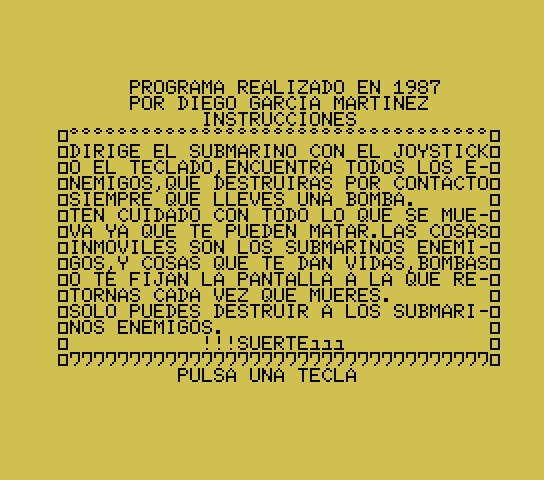 PROGRAMA REALIZADO EN 1987
POR DIEGO GARCIA MARTINEZ
INSTRUCCIONES
DIRIGE EL SUBMARINO CON EL JOYSTICK
O EL TECLADO,ENCUENTRA TODOS LOS E-
NEMIGOS,QUE DESTRUIRAS POR CONTACTO
SIEMPRE QUE LLEVES UNA BOMBA.
TEN CUIDADO CON TODO LO QUE SE MUE-
VA YA QUE TE PUEDEN MATAR.LAS COSAS
INMOVILES SON LOS SUBMARINOS ENEMI-
GOS,Y COSAS QUE TE DAN VIDAS,BOMBAS
O TE FIJAN LA PANTALLA A LA QUE RE-
TORNAS CADA VEZ QUE MUERES.
SOLO PUEDES DESTRUIR A LOS SUBMARI-
NOS ENEMIGOS.
!!!SUERTE¡¡¡
PULSA UNA TECLA